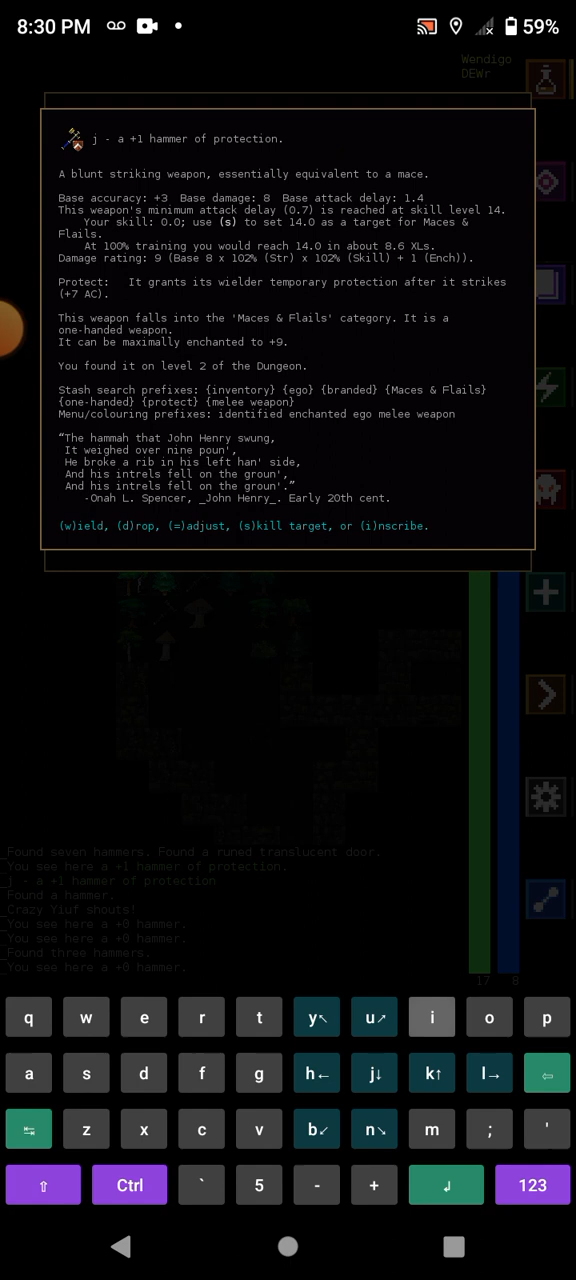 8:30 PM 59%
Wendigo
DEWr
j - a +1 hammer of protection.
A blunt striking weapon, essentially equivalent to a mace.
Base accuracy: +3 Base damage: 8 Base attack delay: 1.4
This weapon's minimum attack delay (0.7) is reached at skill level 14.
Your skill: 0.0; use (s) to set 14.0 as a target for Maces &
Flails.
At 100% training you would reach 14.0 in about 8.6 XLs.
Damage rating: 9 (Base 8 x 102% (Str) x 102% (Skill) + 1 (Ench)).
Protect: It grants its wielder temporary protection after it strikes
(+7 AC).
This weapon falls into the 'Maces & Flails' category. It is a
one-handed weapon.
It can be maximally enchanted to +9.
You found it on level 2 of the Dungeon.
Stash search prefixes: {inventory} {ego} {branded} {Maces & Flails}
{one-handed} {protect} {melee weapon}
Menu/colouring prefixes: identified enchanted ego melee weapon
“The hammah that John Henry swung,
It weighed over nine poun',
He broke a rib in his left han' side,
And his intrels fell on the groun',
And his intrels fell on the groun'.”
-Onah L. Spencer, _John Henry_. Early 20th cent.
(w)ield, (d)rop, (=)adjust, (s)kill target, or (i)nscribe.
_Found seven hammers. Found a runed translucent door.
_You see here a +1 hammer of protection.
_j - a +1 hammer of protection
_Found a hammer.
_Crazy Yiuf shouts!
_You see here a +0 hammer.
_You see here a +0 hammer.
_Found three hammers.
_You see here a +0 hammer.
17 8
q w e r t y↖ u↗ i o p
a s d f g h← j↓ k↑ l→ ⇦
↹ z x c v b↙ n↘ m ; '
⇧ Ctrl ` 5 - + ↲ 123